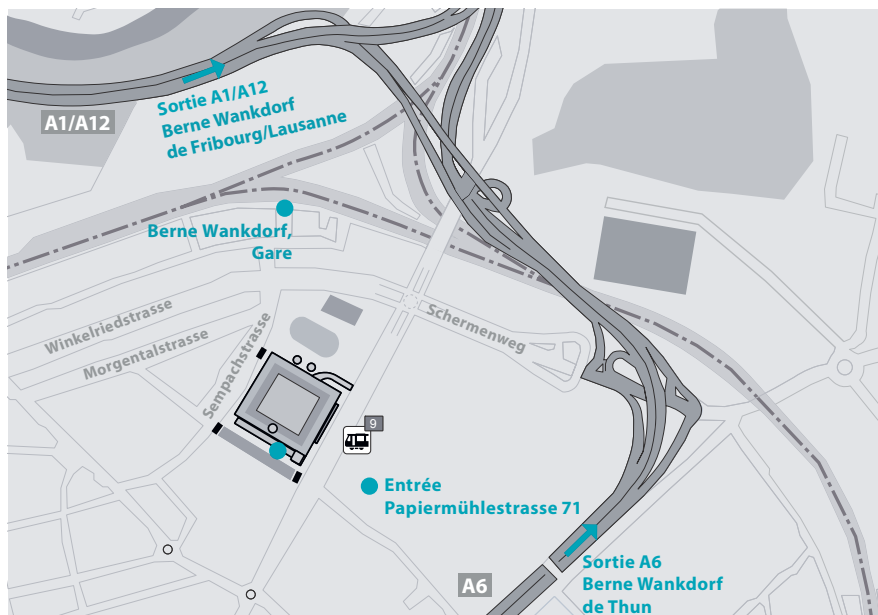 A1/A12
Sortie A1/A12
Berne Wankdorf
de Fribourg/Lausanne
Berne Wankdorf,
Gare
Winkelriedstrasse
Morgentalstrasse
Sempachstrasse
Schermenweg
9
Entrée
Papiermühlestrasse 71
A6
Sortie A6
Berne Wankdorf
de Thun